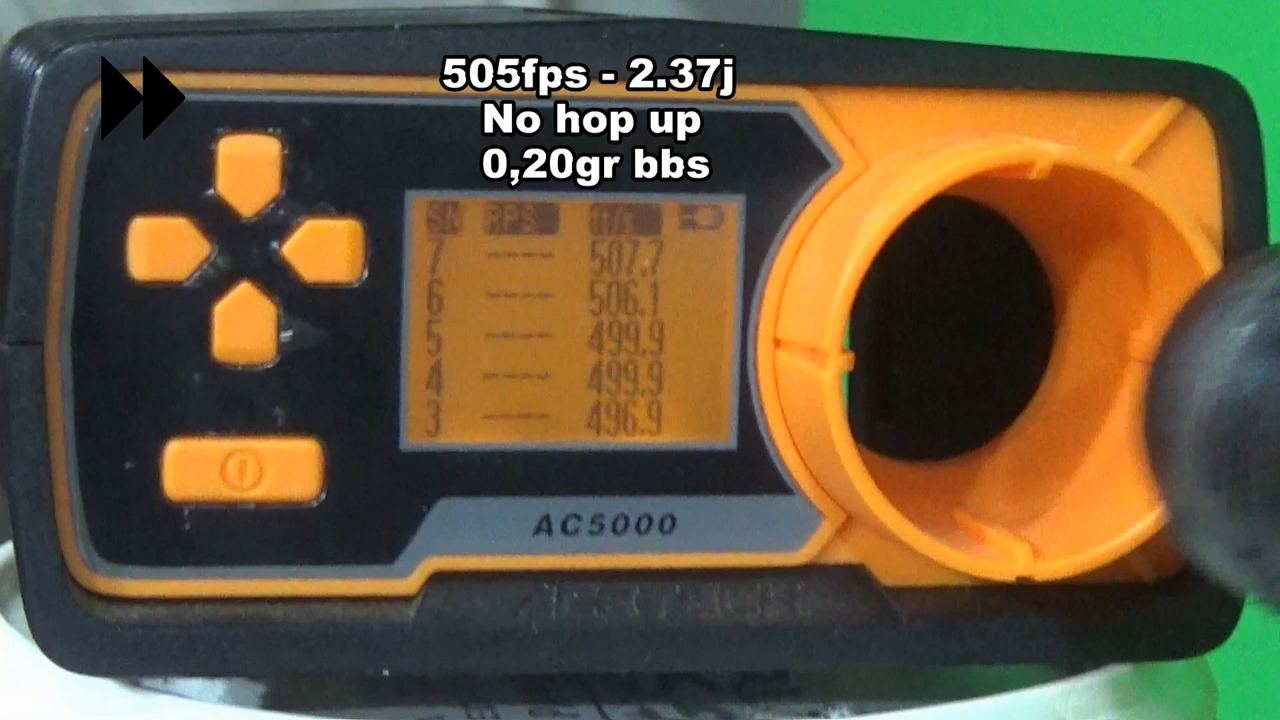 505fps - 2.37j
No hop up
0,20gr bbs
SN RPS
7 ---- 507.7
6 ---- 506.1
5 ---- 499.9
4 ---- 499.9
3 ---- 496.9
AC5000